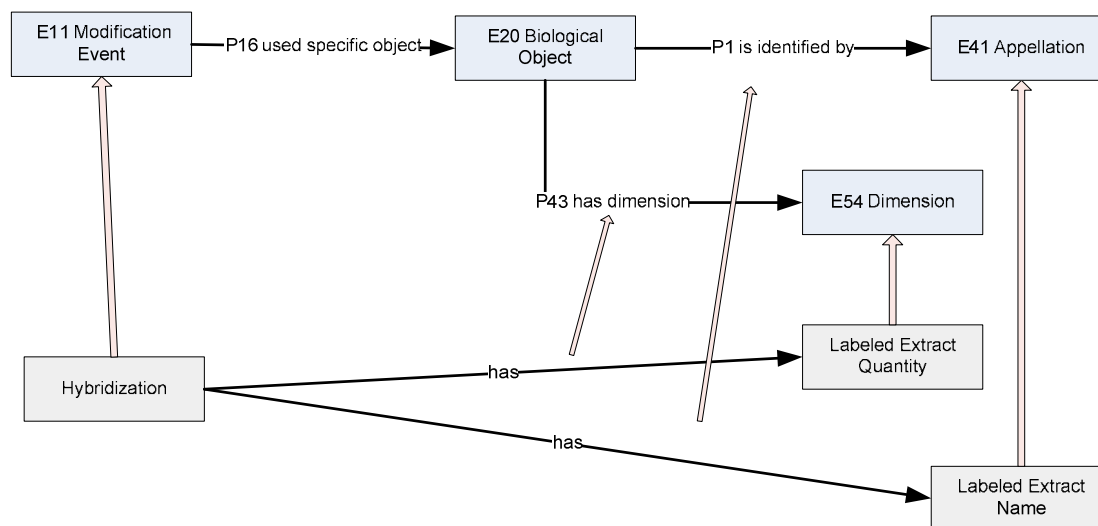 E11 Modification
Event
P16 used specific object
E20 Biological
Object
P1 is identified by
E41 Appellation
P43 has dimension
E54 Dimension
Labeled Extract
Quantity
Hybridization
has
has
Labeled Extract
Name